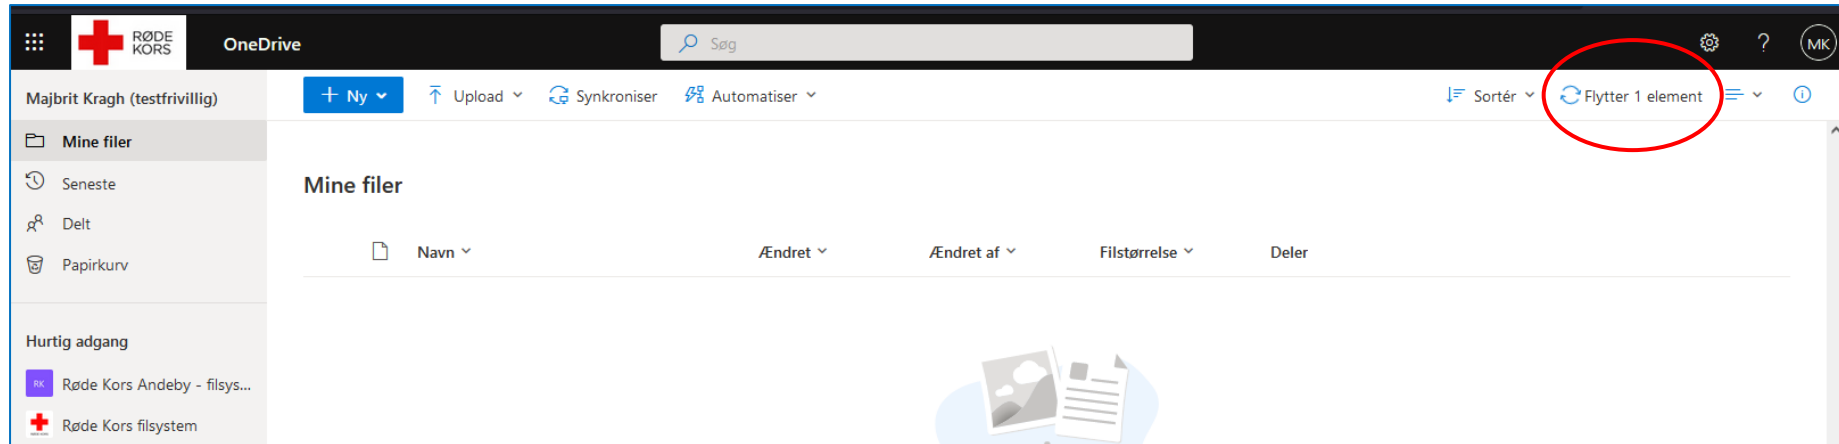 RØDE
KORS
OneDrive
Søg
?
MK
Majbrit Kragh (testfrivillig)
+ Ny
Upload
Synkroniser
Automatiser
Sortér
Flytter 1 element
Mine filer
Seneste
Delt
Papirkurv
Hurtig adgang
RK
Røde Kors Andeby - filsys...
Røde Kors filsystem
Mine filer
Navn
Ændret
Ændret af
Filstørrelse
Deler